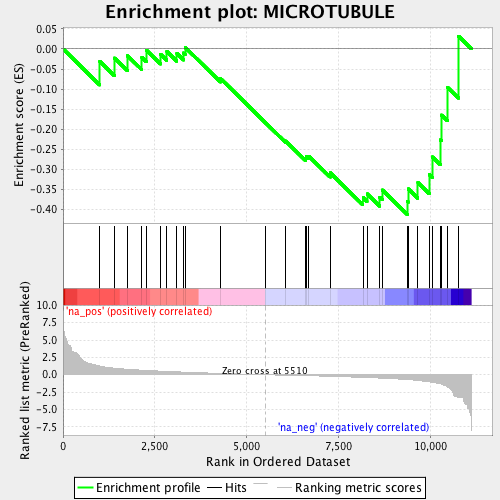 Enrichment plot: MICROTUBULE
Enrichment score (ES)
0.05
0.00
-0.05
-0.10
-0.15
-0.20
-0.25
-0.30
-0.35
-0.40
Ranked list metric (PreRanked)
10.0
7.5
5.0
2.5
0.0
-2.5
-5.0
-7.5
'na_pos' (positively correlated)
Zero cross at 5510
'na_neg' (negatively correlated)
0 2,500 5,000 7,500 10,000
Rank in Ordered Dataset
Enrichment profile Hits Ranking metric scores